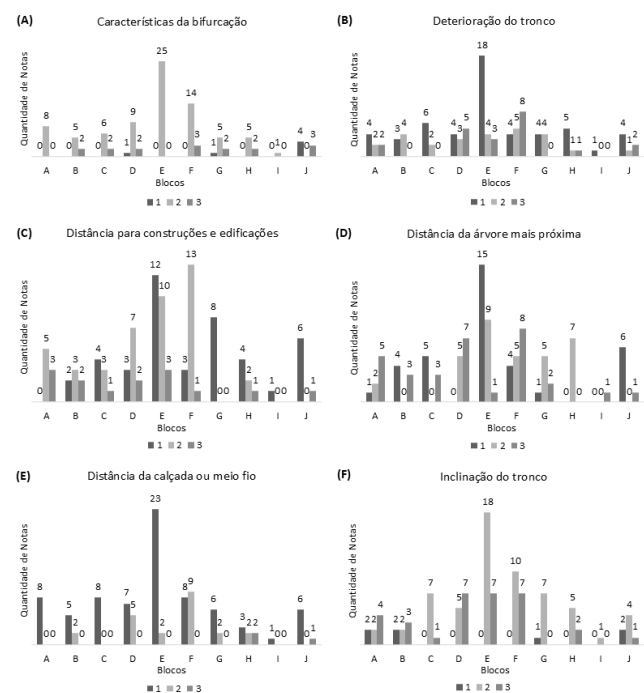 (A) Características da bifurcação
Quantidade de Notas
0 8 0 0 5 2 0 6 2 1 9 2 0 25 0 0 14 3 1 5 2 0 5 2 0 1 0 4 0 3
A B C D E F G H I J
Blocos
1 2 3
(B) Deterioração do tronco
Quantidade de Notas
4 2 2 3 4 0 6 2 0 4 3 5 18 4 3 4 5 8 4 4 0 5 1 1 1 0 0 4 1 2
A B C D E F G H I J
Blocos
1 2 3
(C) Distância para construções e edificações
Quantidade de Notas
0 5 3 2 3 2 4 3 1 3 7 2 12 10 3 3 13 1 8 0 0 4 2 1 1 0 0 6 0 1
A B C D E F G H I J
Blocos
1 2 3
(D) Distância da árvore mais próxima
Quantidade de Notas
1 2 5 4 0 3 5 0 3 0 5 7 15 9 1 4 5 8 1 5 2 0 7 0 0 0 1 6 0 1
A B C D E F G H I J
Blocos
1 2 3
(E) Distância da calçada ou meio fio
Quantidade de Notas
8 0 0 5 2 0 8 0 0 7 5 0 23 2 0 8 9 0 6 2 0 3 2 2 1 0 0 6 0 1
A B C D E F G H I J
Blocos
1 2 3
(F) Inclinação do tronco
Quantidade de Notas
2 2 4 2 2 3 0 7 1 0 5 7 0 18 7 0 10 7 1 7 0 0 5 2 0 1 0 2 4 1
A B C D E F G H I J
Blocos
1 2 3